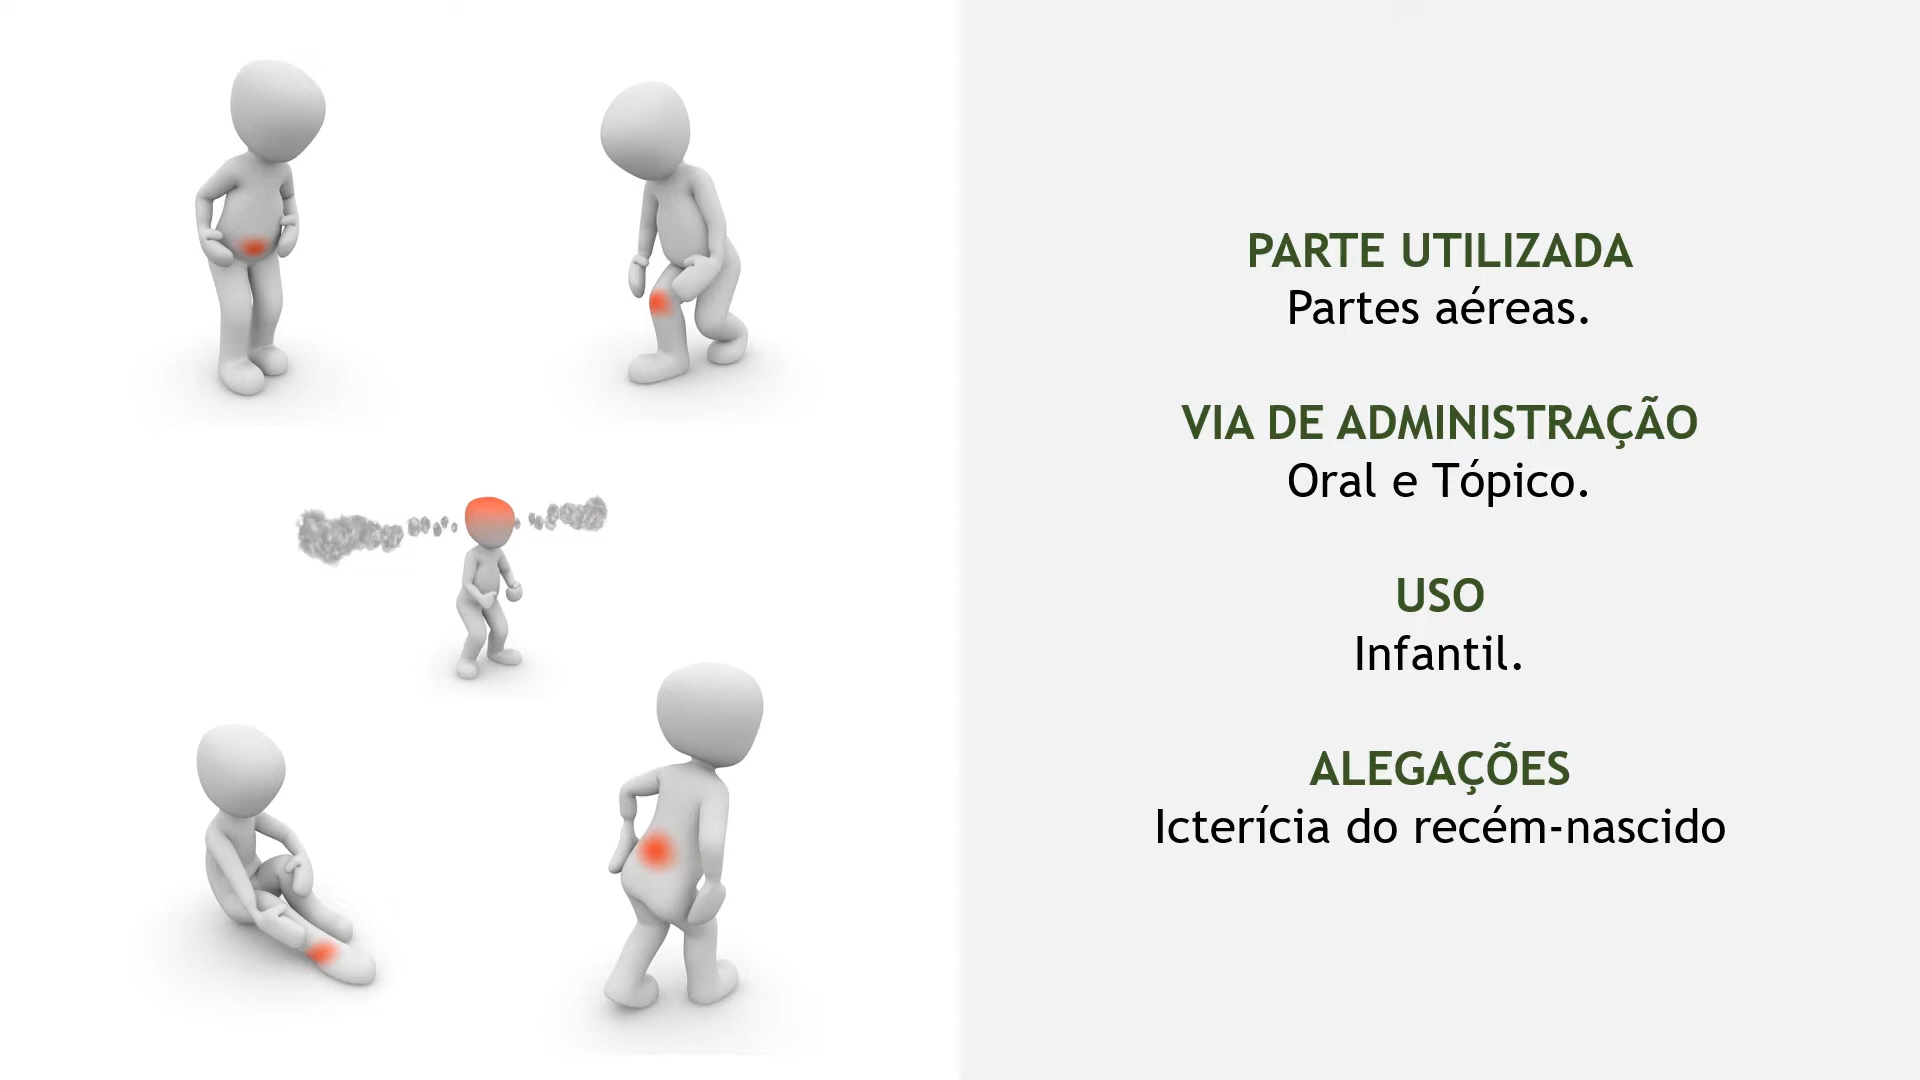 PARTE UTILIZADA
Partes aéreas.
VIA DE ADMINISTRAÇÃO
Oral e Tópico.
USO
Infantil.
ALEGAÇÕES
Icterícia do recém-nascido